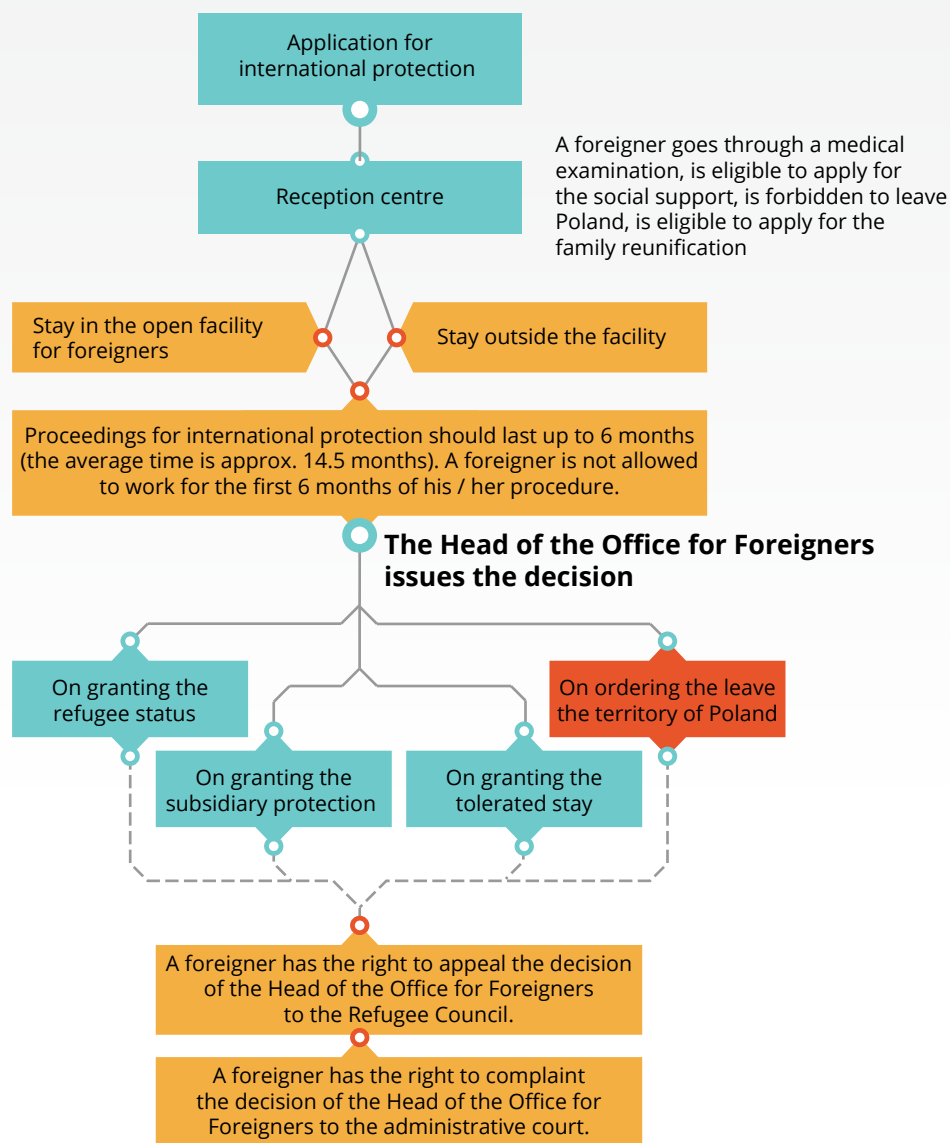 Application for
international protection
Reception centre
A foreigner goes through a medical
examination, is eligible to apply for
the social support, is forbidden to leave
Poland, is eligible to apply for the
family reunification
Stay in the open facility
for foreigners
Stay outside the facility
Proceedings for international protection should last up to 6 months
(the average time is approx. 14.5 months). A foreigner is not allowed
to work for the first 6 months of his / her procedure.
The Head of the Office for Foreigners
issues the decision
On granting the
refugee status
On ordering the leave
the territory of Poland
On granting the
subsidiary protection
On granting the
tolerated stay
A foreigner has the right to appeal the decision
of the Head of the Office for Foreigners
to the Refugee Council.
A foreigner has the right to complaint
the decision of the Head of the Office for
Foreigners to the administrative court.